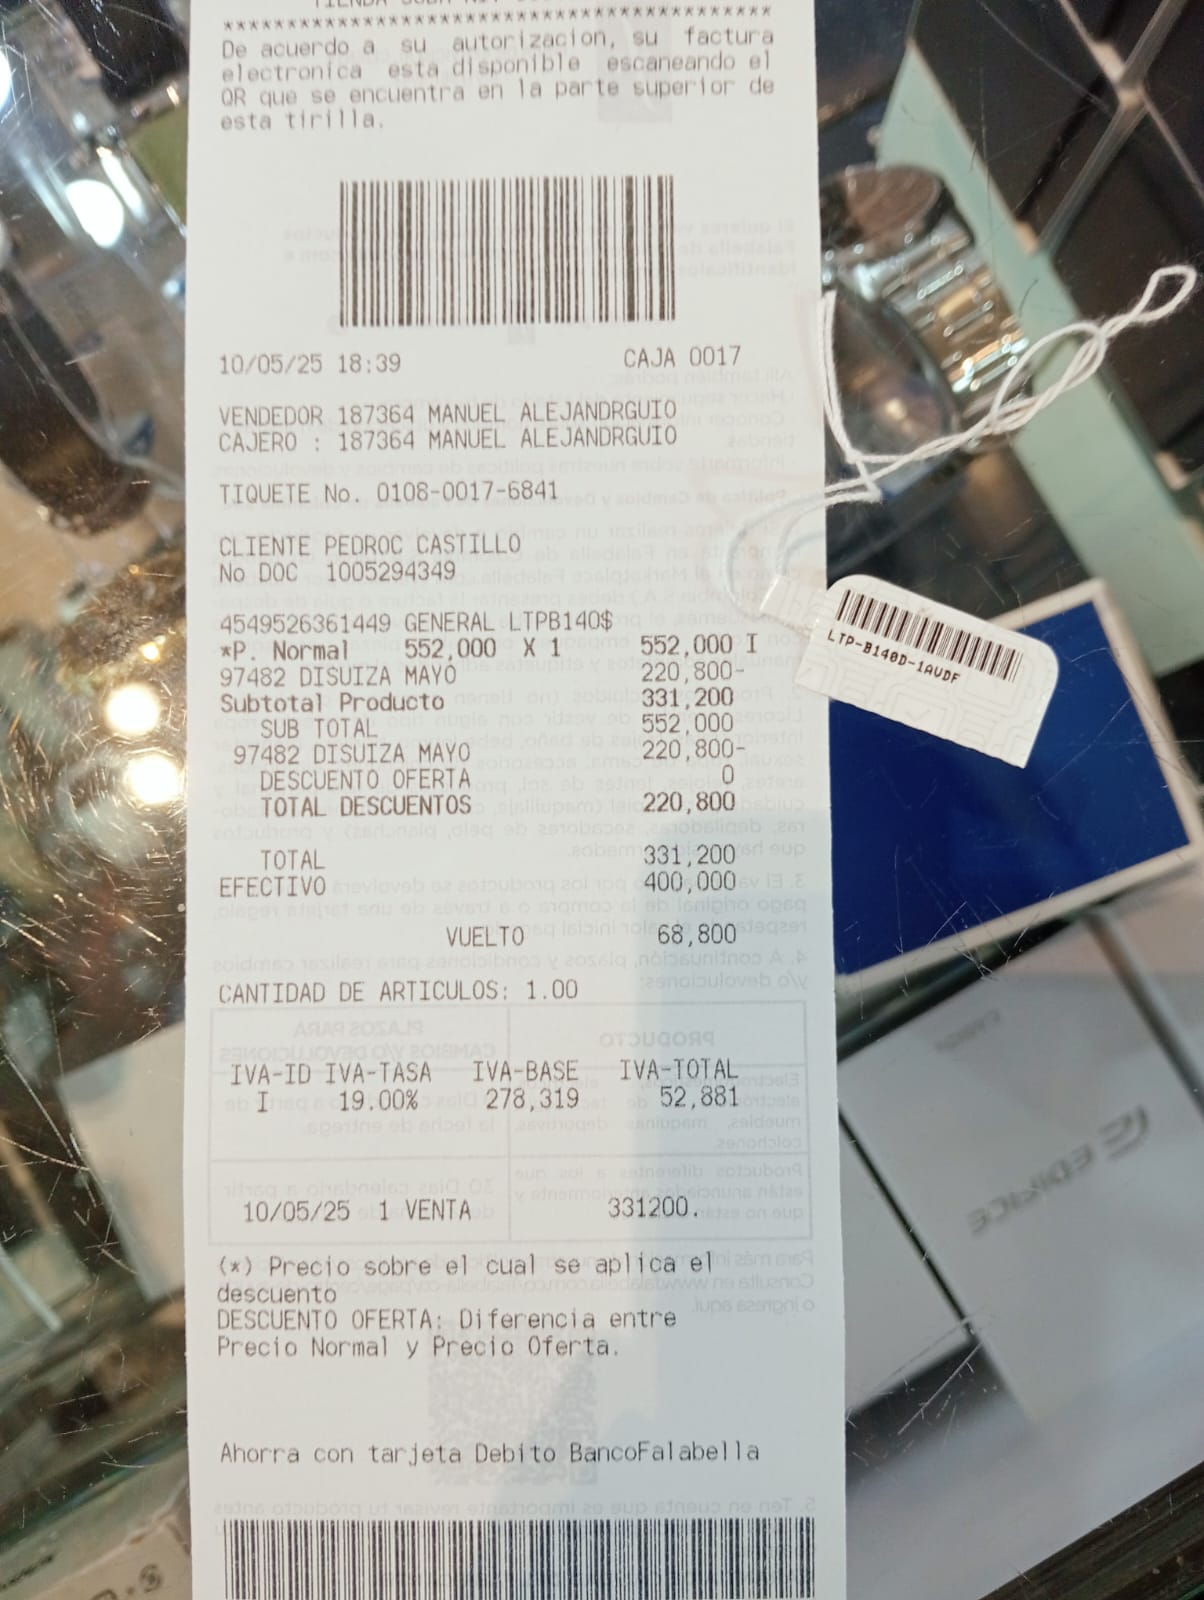 TIENDA SUBA
******************************************
De acuerdo a su autorizacion, su factura
electronica esta disponible escaneando el
QR que se encuentra en la parte superior de
esta tirilla.
10/05/25 18:39 CAJA 0017
VENDEDOR 187364 MANUEL ALEJANDRGUIO
CAJERO : 187364 MANUEL ALEJANDRGUIO
TIQUETE No. 0108-0017-6841
CLIENTE PEDROC CASTILLO
No DOC 1005294349
4549526361449 GENERAL LTPB140$
*P. Normal 552,000 X 1 552,000 I
97482 DISUIZA MAYO 220,800-
Subtotal Producto 331,200
SUB TOTAL 552,000
97482 DISUIZA MAYO 220,800-
DESCUENTO OFERTA 0
TOTAL DESCUENTOS 220,800
TOTAL 331,200
EFECTIVO 400,000
VUELTO 68,800
CANTIDAD DE ARTICULOS: 1.00
IVA-ID IVA-TASA IVA-BASE IVA-TOTAL
I 19.00% 278,319 52,881
10/05/25 1 VENTA 331200.
(*) Precio sobre el cual se aplica el
descuento
DESCUENTO OFERTA: Diferencia entre
Precio Normal y Precio Oferta.
Ahorra con tarjeta Debito BancoFalabella
LTP-B140D-1AVDF
EDIFICE